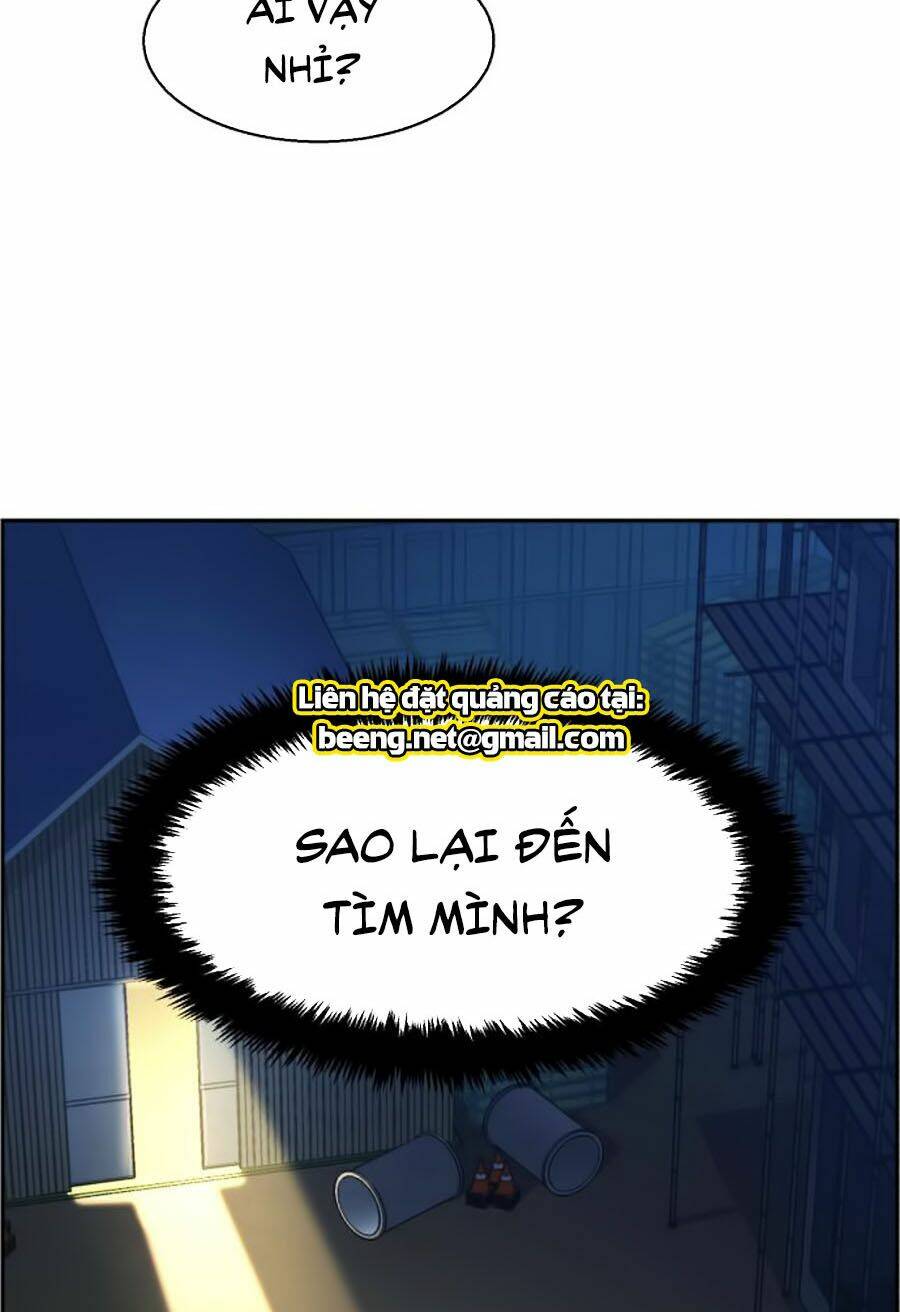 AI VẬY
NHỈ?
Liên hệ đặt quảng cáo tại:
beeng.net@gmail.com
SAO LẠI ĐẾN
TÌM MÌNH?